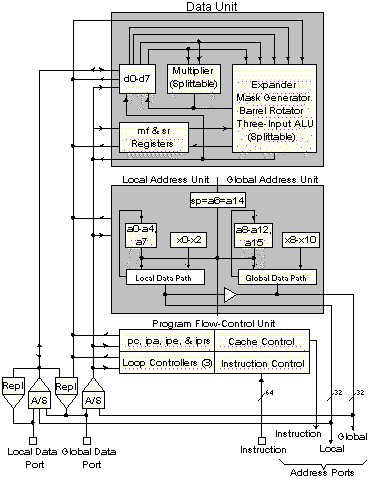 Data Unit
d0-d7
Multiplier
(Splittable)
Expander
Mask Generator
Barrel Rotator
Three-Input ALU
(Splittable)
mf & sr
Registers
Local Address Unit
Global Address Unit
sp=a6=a14
a0-a4,
a7
x0-x2
a8-a12,
a15
x8-x10
Local Data Path
Global Data Path
Program Flow-Control Unit
pc, ipa, ipe, & iprs
Cache Control
Loop Controllers (3)
Instruction Control
Repl
A/S
Repl
A/S
64
32
32
Local Data
Port
Global Data
Port
Instruction
Instruction
Local
Global
Address Ports